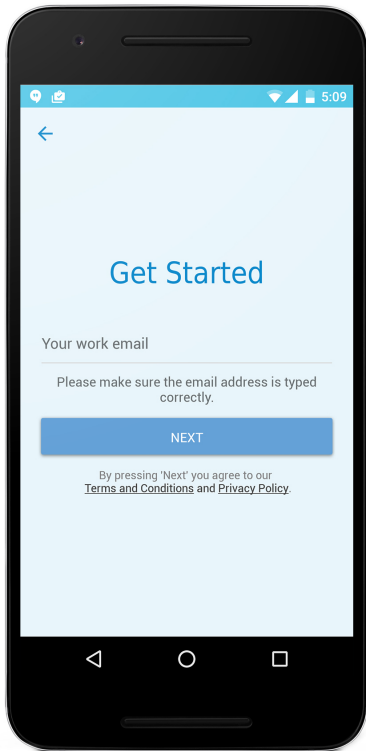 5:09
Get Started
Your work email
Please make sure the email address is typed
correctly.
NEXT
By pressing 'Next' you agree to our
Terms and Conditions and Privacy Policy.